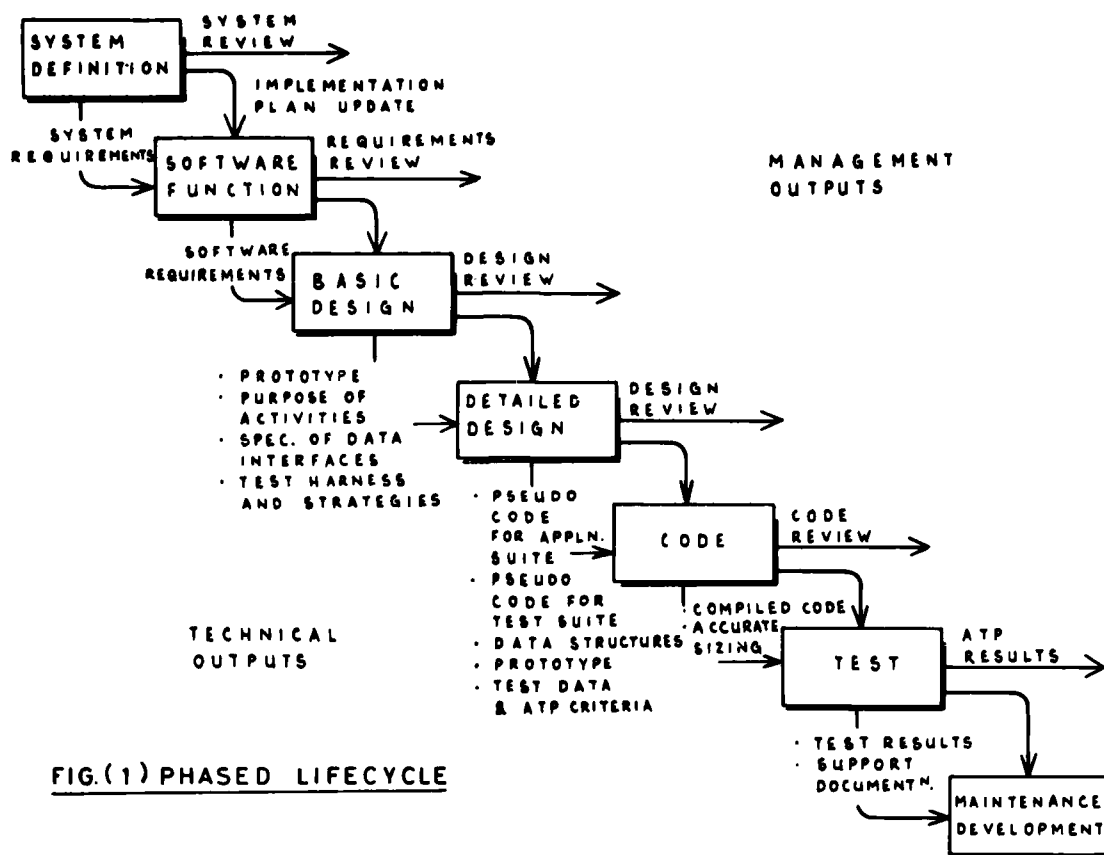 SYSTEM
REVIEW
SYSTEM
DEFINITION
IMPLEMENTATION
PLAN UPDATE
SYSTEM
REQUIREMENTS
SOFTWARE
FUNCTION
REQUIREMENTS
REVIEW
MANAGEMENT
OUTPUTS
SOFTWARE
REQUIREMENTS
BASIC
DESIGN
DESIGN
REVIEW
· PROTOTYPE
· PURPOSE OF
ACTIVITIES
· SPEC. OF DATA
INTERFACES
· TEST HARNESS
AND STRATEGIES
DETAILED
DESIGN
DESIGN
REVIEW
· PSEUDO
CODE
FOR APPLN.
SUITE
· PSEUDO
CODE FOR
TEST SUITE
· DATA STRUCTURES
· PROTOTYPE
· TEST DATA
& ATP CRITERIA
CODE
CODE
REVIEW
· COMPILED CODE
· ACCURATE
SIZING
TECHNICAL
OUTPUTS
TEST
ATP
RESULTS
· TEST RESULTS
· SUPPORT
DOCUMENTN.
MAINTENANCE
DEVELOPMENT
FIG.(1) PHASED LIFECYCLE